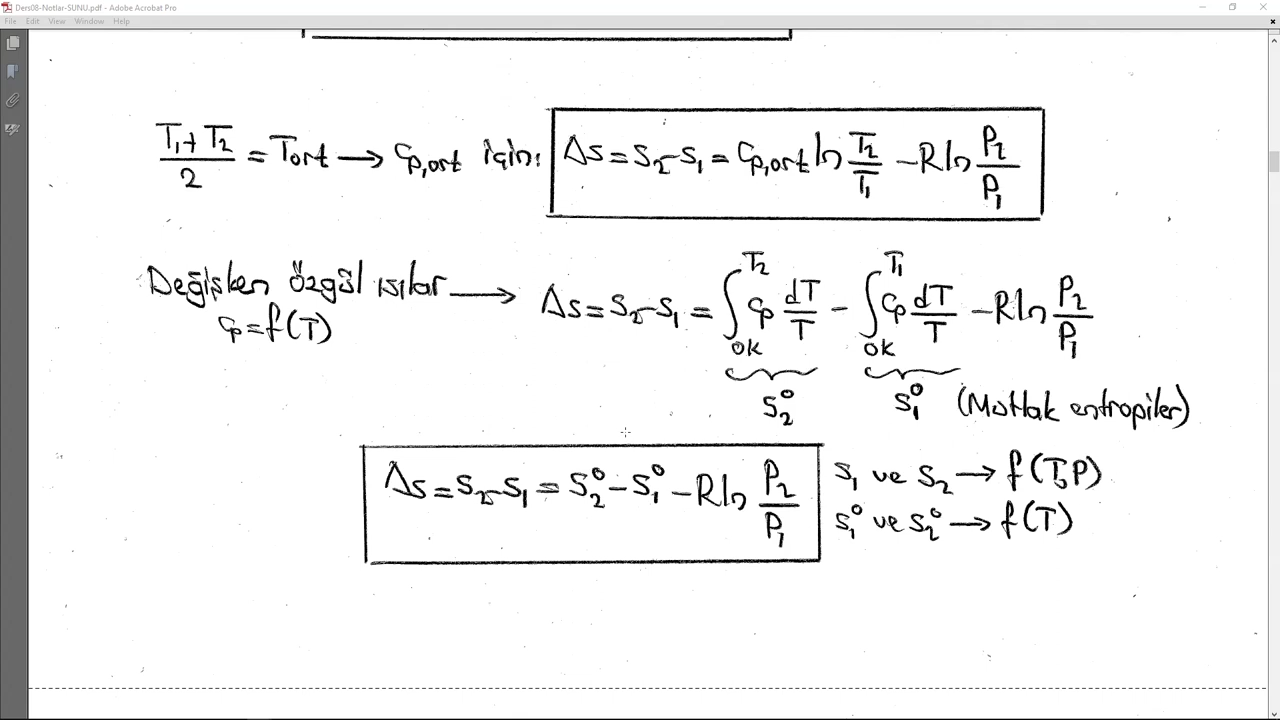 Ders08-Notlar-SUNU.pdf - Adobe Acrobat Pro
File Edit View Window Help
(T₁+T₂)/2 = Tort → Cp,ort için: Δs = s₂-s₁ = Cp,ort ln T₂/T₁ - R ln P₂/P₁
Değişken özgül ısılar → Δs = s₂-s₁ = ∫₀ₖ^T₂ Cp dT/T - ∫₀ₖ^T₁ Cp dT/T - R ln P₂/P₁
Cp = f(T)
s₂° s₁° (Mutlak entropiler)
Δs = s₂-s₁ = s₂° - s₁° - R ln P₂/P₁ s₁ ve s₂ → f(T,P)
s₁° ve s₂° → f(T)